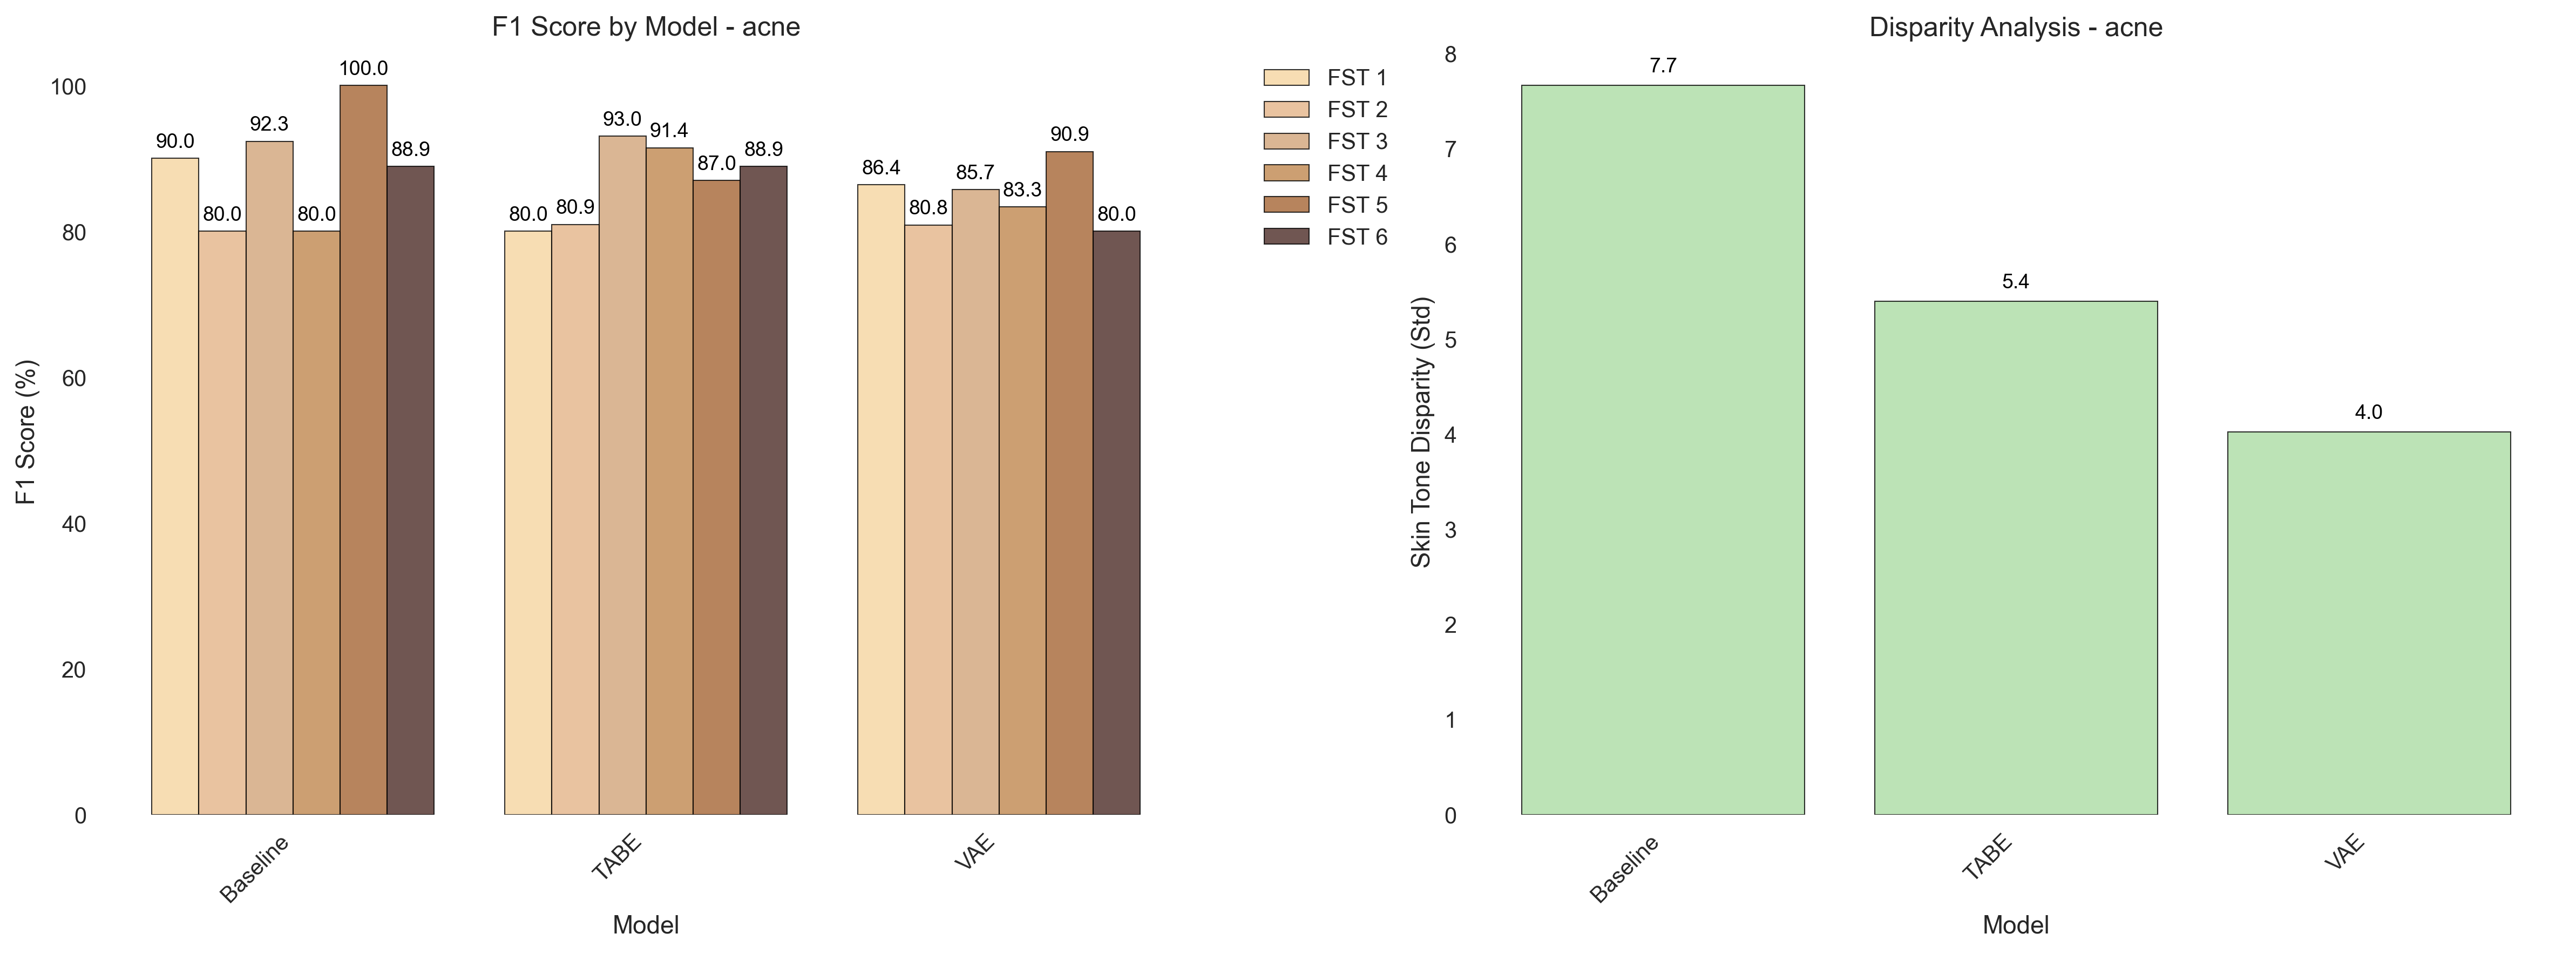 F1 Score by Model - acne
F1 Score (%)
100
80
60
40
20
0
90.0
80.0
92.3
80.0
100.0
88.9
80.0
80.9
93.0
91.4
87.0
88.9
86.4
80.8
85.7
83.3
90.9
80.0
Baseline
TABE
VAE
Model
FST 1
FST 2
FST 3
FST 4
FST 5
FST 6
Disparity Analysis - acne
Skin Tone Disparity (Std)
8
7
6
5
4
3
2
1
0
7.7
5.4
4.0
Baseline
TABE
VAE
Model